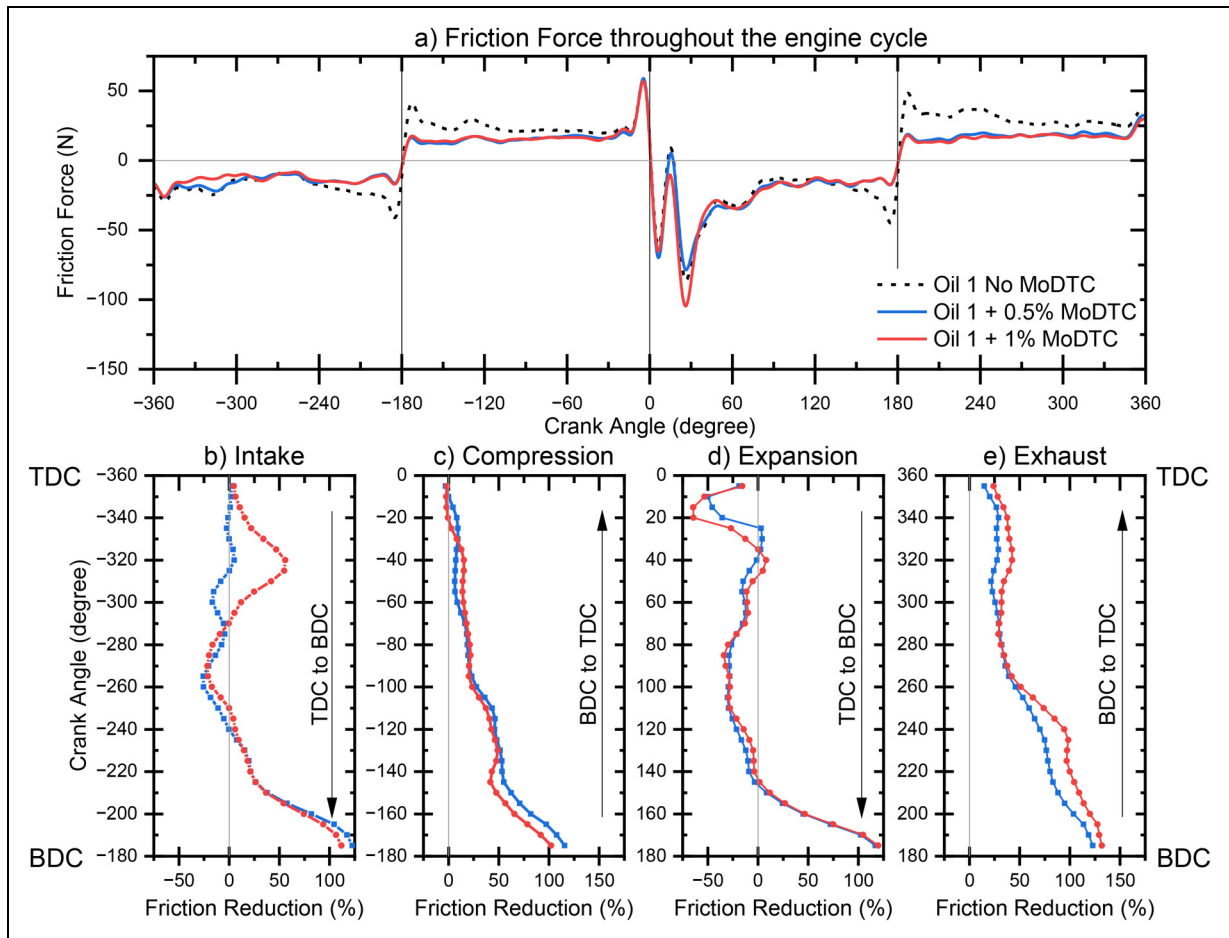 a) Friction Force throughout the engine cycle
50
0
−50
−100
−150
Friction Force (N)
Oil 1 No MoDTC
Oil 1 + 0.5% MoDTC
Oil 1 + 1% MoDTC
−360 −300 −240 −180 −120 −60 0 60 120 180 240 300 360
Crank Angle (degree)
b) Intake c) Compression d) Expansion e) Exhaust
TDC
BDC
Crank Angle (degree)
−360
−340
−320
−300
−280
−260
−240
−220
−200
−180
TDC to BDC
−50 0 50 100
Friction Reduction (%)
0
−20
−40
−60
−80
−100
−120
−140
−160
−180
BDC to TDC
0 50 100 150
Friction Reduction (%)
0
20
40
60
80
100
120
140
160
180
TDC to BDC
−50 0 50 100
Friction Reduction (%)
360
340
320
300
280
260
240
220
200
180
BDC to TDC
0 50 100 150
Friction Reduction (%)
TDC
BDC